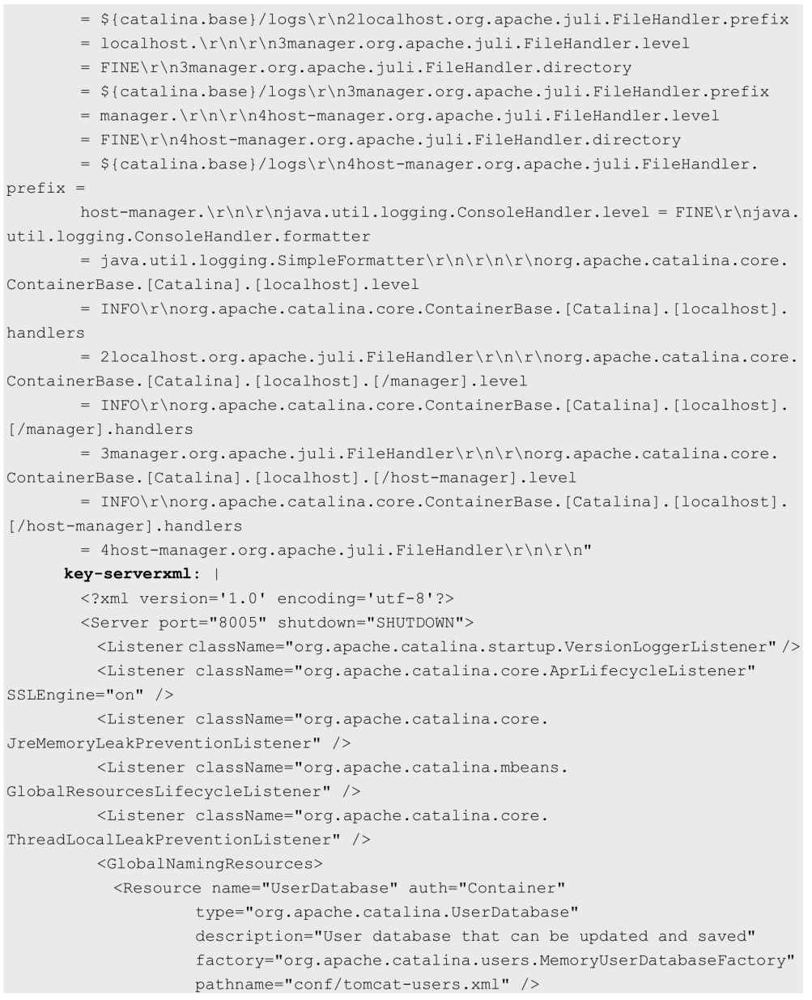 = ${catalina.base}/logs\r\n2localhost.org.apache.juli.FileHandler.prefix
= localhost.\r\n\r\n3manager.org.apache.juli.FileHandler.level
= FINE\r\n3manager.org.apache.juli.FileHandler.directory
= ${catalina.base}/logs\r\n3manager.org.apache.juli.FileHandler.prefix
= manager.\r\n\r\n4host-manager.org.apache.juli.FileHandler.level
= FINE\r\n4host-manager.org.apache.juli.FileHandler.directory
= ${catalina.base}/logs\r\n4host-manager.org.apache.juli.FileHandler.
prefix =
host-manager.\r\n\r\njava.util.logging.ConsoleHandler.level = FINE\r\njava.
util.logging.ConsoleHandler.formatter
= java.util.logging.SimpleFormatter\r\n\r\n\r\norg.apache.catalina.core.
ContainerBase.[Catalina].[localhost].level
= INFO\r\norg.apache.catalina.core.ContainerBase.[Catalina].[localhost].
handlers
= 2localhost.org.apache.juli.FileHandler\r\n\r\norg.apache.catalina.core.
ContainerBase.[Catalina].[localhost].[/manager].level
= INFO\r\norg.apache.catalina.core.ContainerBase.[Catalina].[localhost].
[/manager].handlers
= 3manager.org.apache.juli.FileHandler\r\n\r\norg.apache.catalina.core.
ContainerBase.[Catalina].[localhost].[/host-manager].level
= INFO\r\norg.apache.catalina.core.ContainerBase.[Catalina].[localhost].
[/host-manager].handlers
= 4host-manager.org.apache.juli.FileHandler\r\n\r\n"
key-serverxml: |
<?xml version='1.0' encoding='utf-8'?>
<Server port="8005" shutdown="SHUTDOWN">
<Listener className="org.apache.catalina.startup.VersionLoggerListener" />
<Listener className="org.apache.catalina.core.AprLifecycleListener"
SSLEngine="on" />
<Listener className="org.apache.catalina.core.
JreMemoryLeakPreventionListener" />
<Listener className="org.apache.catalina.mbeans.
GlobalResourcesLifecycleListener" />
<Listener className="org.apache.catalina.core.
ThreadLocalLeakPreventionListener" />
<GlobalNamingResources>
<Resource name="UserDatabase" auth="Container"
type="org.apache.catalina.UserDatabase"
description="User database that can be updated and saved"
factory="org.apache.catalina.users.MemoryUserDatabaseFactory"
pathname="conf/tomcat-users.xml" />